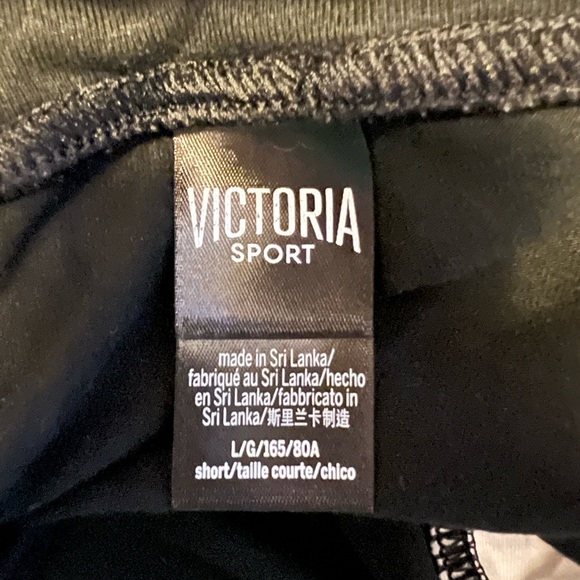 VICTORIA
SPORT
made in Sri Lanka/
fabriqué au Sri Lanka/hecho
en Sri Lanka/fabbricato in
Sri Lanka/斯里兰卡制造
L/G/165/80A
short/taille courte/chico